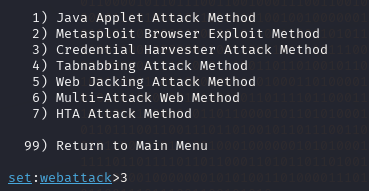 1) Java Applet Attack Method
2) Metasploit Browser Exploit Method
3) Credential Harvester Attack Method
4) Tabnabbing Attack Method
5) Web Jacking Attack Method
6) Multi-Attack Web Method
7) HTA Attack Method
99) Return to Main Menu
set:webattack>3